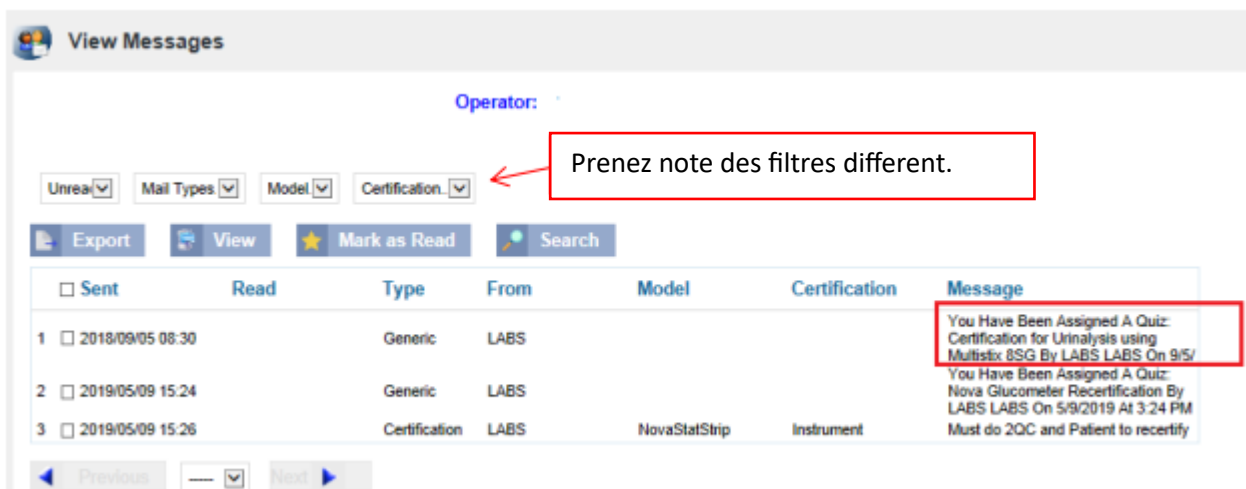 View Messages
Operator:
Prenez note des filtres different.
Unrea Mail Types Model. Certification..
Export View Mark as Read Search
Sent Read Type From Model Certification Message
1 2018/09/05 08:30 Generic LABS You Have Been Assigned A Quiz:
Certification for Urinalysis using
Multistix 8SG By LABS LABS On 9/5/
2 2019/05/09 15:24 Generic LABS You Have Been Assigned A Quiz:
Nova Glucometer Recertification By
LABS LABS On 5/9/2019 At 3:24 PM
3 2019/05/09 15:26 Certification LABS NovaStatStrip Instrument Must do 2QC and Patient to recertify
Previous ----- Next